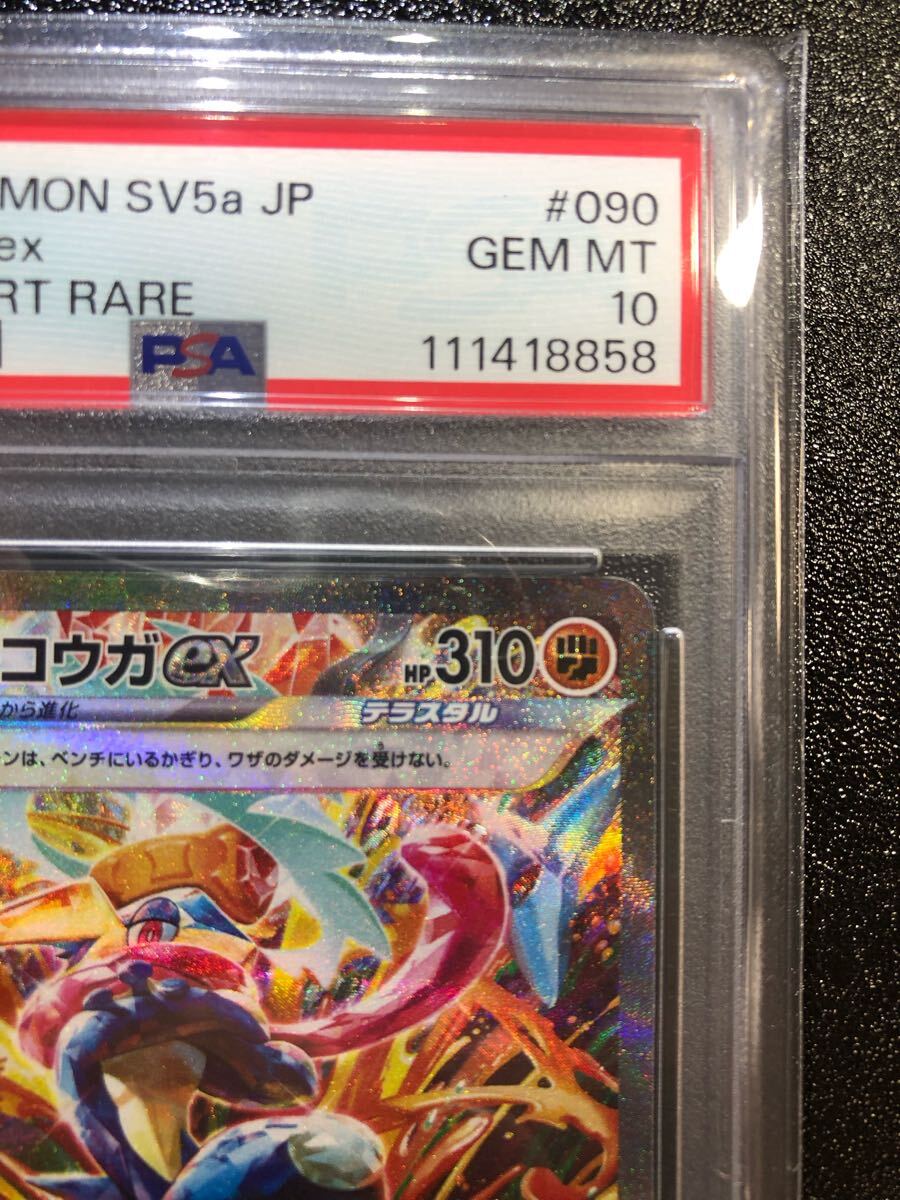 MON SV5a JP #090
ex GEM MT
RT RARE 10
PSA 111418858
コウガex HP310
から進化 テラスタル
ンは、ベンチにいるかぎり、ワザのダメージを受けない。